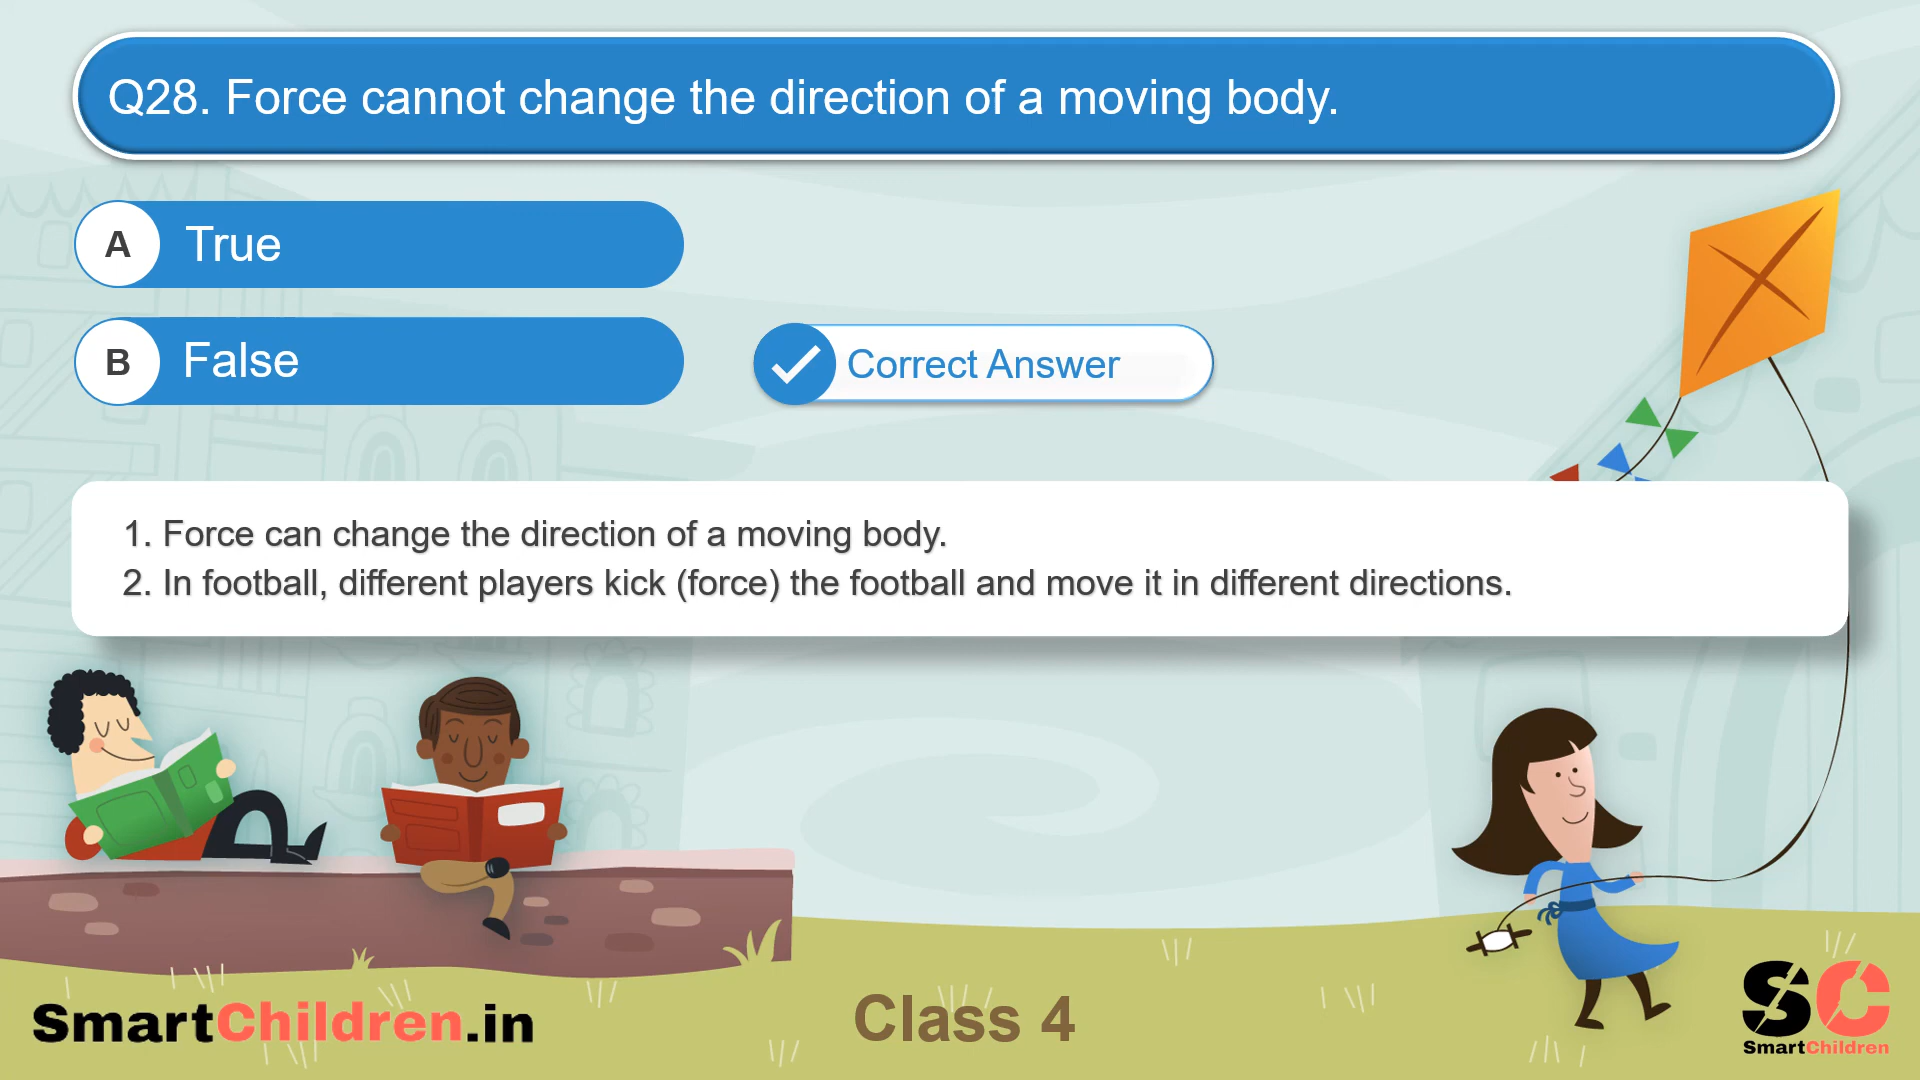 Q28. Force cannot change the direction of a moving body.
A True
B False
Correct Answer
1. Force can change the direction of a moving body.
2. In football, different players kick (force) the football and move it in different directions.
SmartChildren.in
Class 4
SC
SmartChildren